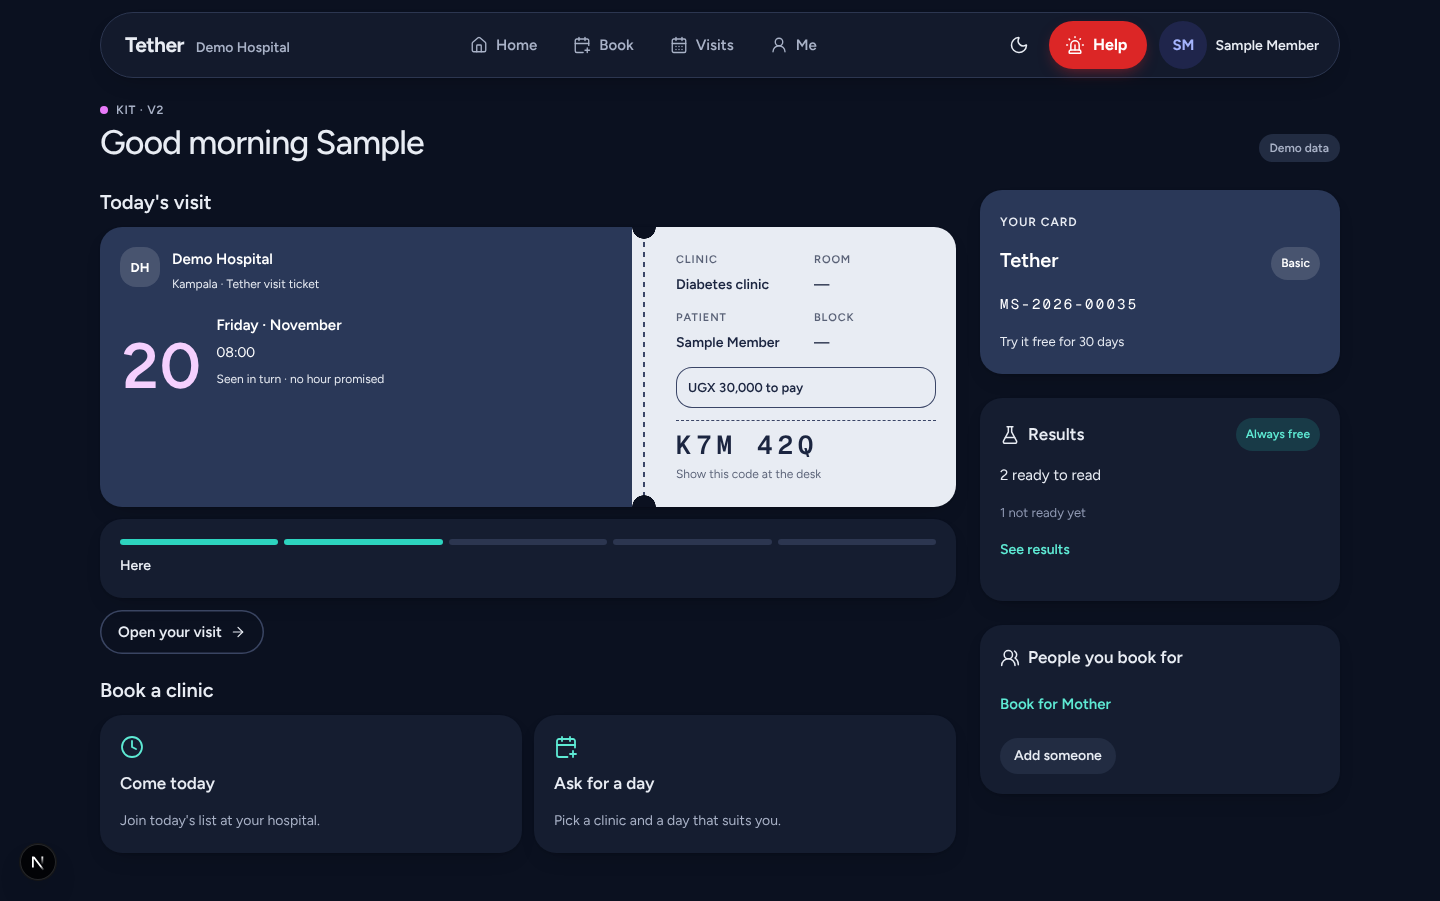 Tether Demo Hospital
Home
Book
Visits
Me
Help
SM
Sample Member
KIT · V2
Good morning Sample
Demo data
Today's visit
DH
Demo Hospital
Kampala · Tether visit ticket
20
Friday · November
08:00
Seen in turn · no hour promised
CLINIC
Diabetes clinic
ROOM
—
PATIENT
Sample Member
BLOCK
—
UGX 30,000 to pay
K7M 42Q
Show this code at the desk
Here
Open your visit
Book a clinic
Come today
Join today's list at your hospital.
Ask for a day
Pick a clinic and a day that suits you.
YOUR CARD
Tether
Basic
MS-2026-00035
Try it free for 30 days
Results
Always free
2 ready to read
1 not ready yet
See results
People you book for
Book for Mother
Add someone
N